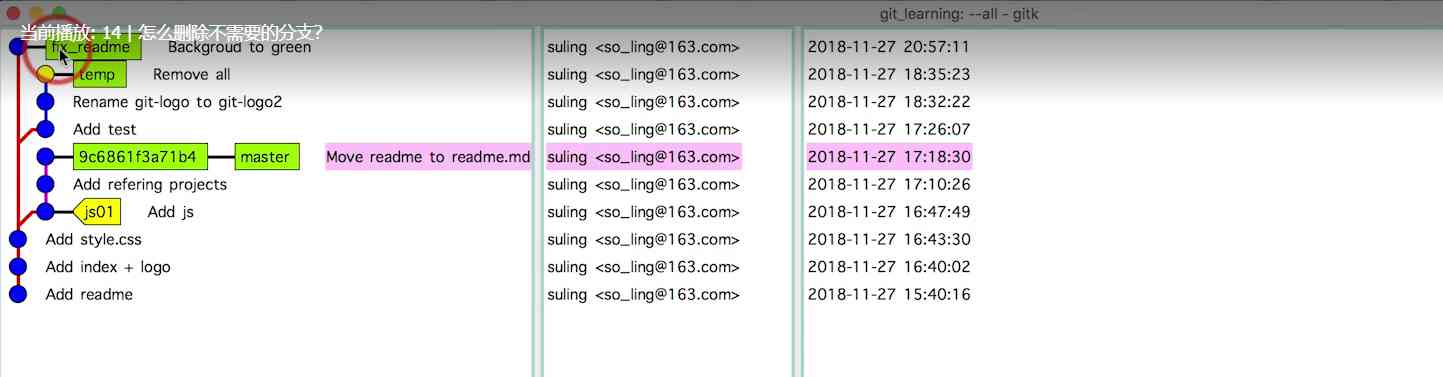 git_learning: --all - gitk
当前播放: 14 | 怎么删除不需要的分支?
fix_readme Backgroud to green suling <so_ling@163.com> 2018-11-27 20:57:11
temp Remove all suling <so_ling@163.com> 2018-11-27 18:35:23
Rename git-logo to git-logo2 suling <so_ling@163.com> 2018-11-27 18:32:22
Add test suling <so_ling@163.com> 2018-11-27 17:26:07
9c6861f3a71b4 master Move readme to readme.md suling <so_ling@163.com> 2018-11-27 17:18:30
Add refering projects suling <so_ling@163.com> 2018-11-27 17:10:26
js01 Add js suling <so_ling@163.com> 2018-11-27 16:47:49
Add style.css suling <so_ling@163.com> 2018-11-27 16:43:30
Add index + logo suling <so_ling@163.com> 2018-11-27 16:40:02
Add readme suling <so_ling@163.com> 2018-11-27 15:40:16